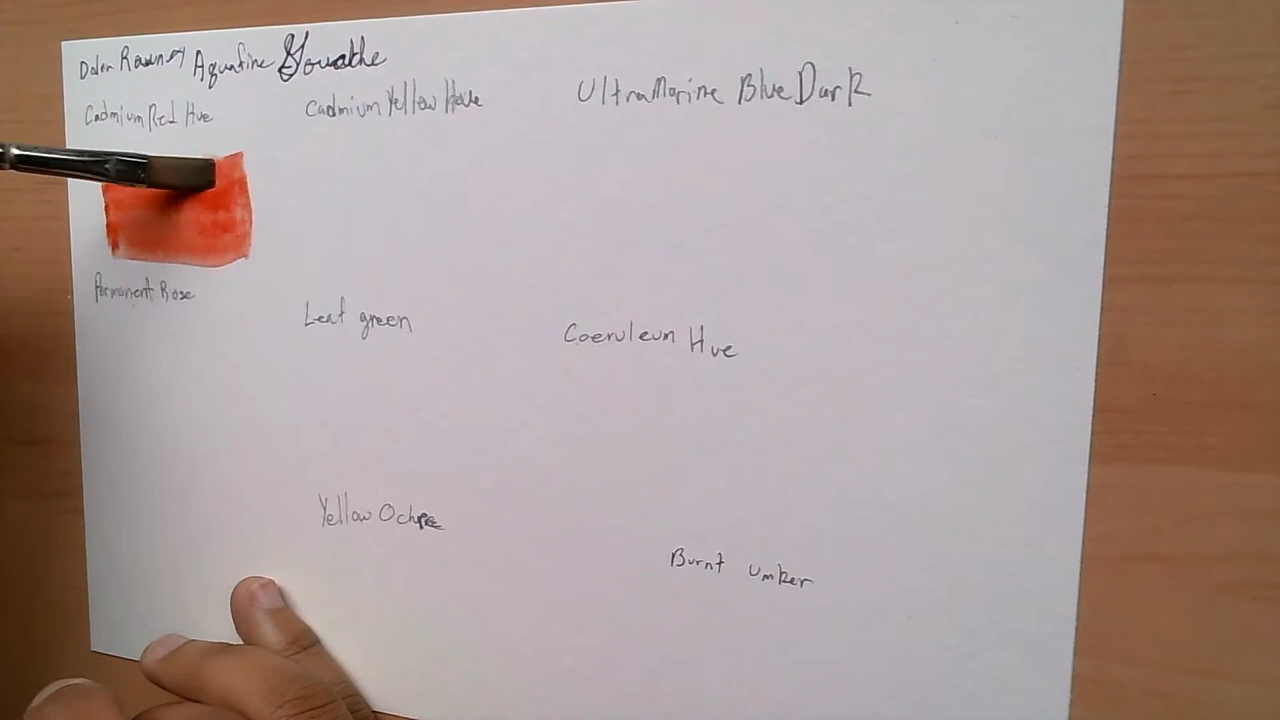 Daler Rowney Aquafine Gouache
Cadmium Red Hue
Cadmium Yellow Hue
UltraMarine Blue Dark
Permanent Rose
Leaf green
Coeruleum Hue
Yellow Ochre
Burnt umber